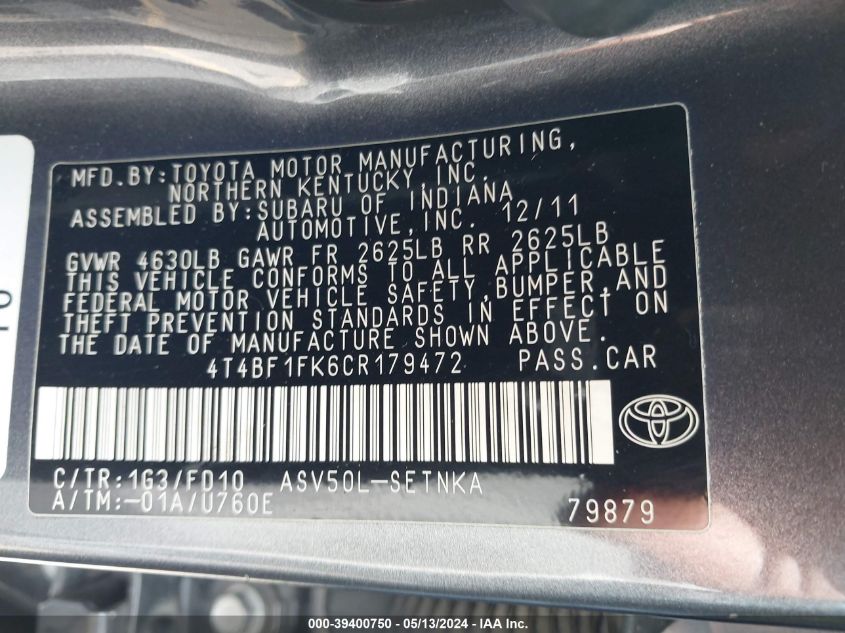 MFD.BY:TOYOTA MOTOR MANUFACTURING,
NORTHERN KENTUCKY,INC.
ASSEMBLED BY:SUBARU OF INDIANA
AUTOMOTIVE,INC. 12/11
GVWR 4630LB GAWR FR 2625LB RR 2625LB
THIS VEHICLE CONFORMS TO ALL APPLICABLE
FEDERAL MOTOR VEHICLE SAFETY,BUMPER,AND
THEFT PREVENTION STANDARDS IN EFFECT ON
THE DATE OF MANUFACTURE SHOWN ABOVE.
4T4BF1FK6CR179472 PASS.CAR
C/TR:1G3/FD10 ASV50L-SETNKA
A/TM:-01A/U760E 79879
000-39400750 - 05/13/2024 - IAA Inc.